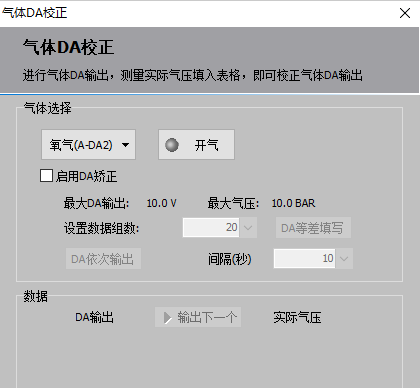 气体DA校正
气体DA校正
进行气体DA输出，测量实际气压填入表格，即可校正气体DA输出
气体选择
氧气(A-DA2) 开气
启用DA矫正
最大DA输出: 10.0 V 最大气压: 10.0 BAR
设置数据组数: 20 DA等差填写
DA依次输出 间隔(秒) 10
数据
DA输出 输出下一个 实际气压